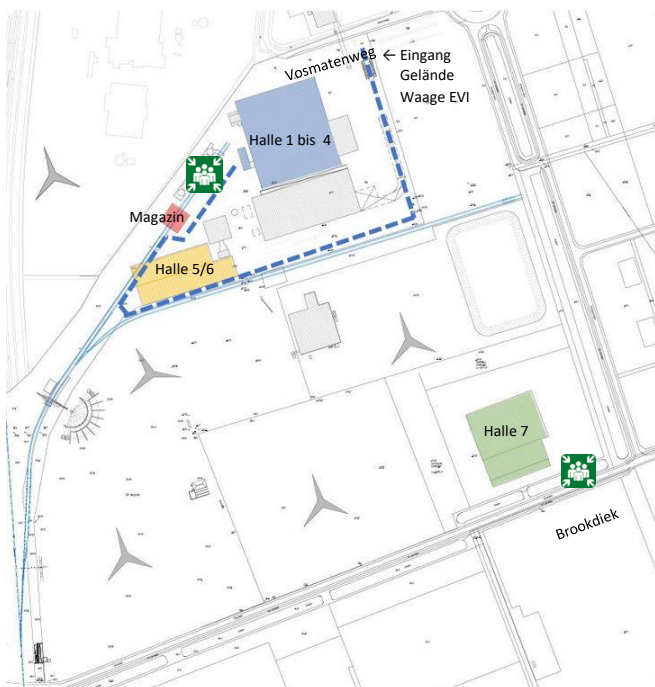 Vosmatenweg
← Eingang
Gelände
Waage EVI
Halle 1 bis 4
Magazin
Halle 5/6
Halle 7
Brookdiek